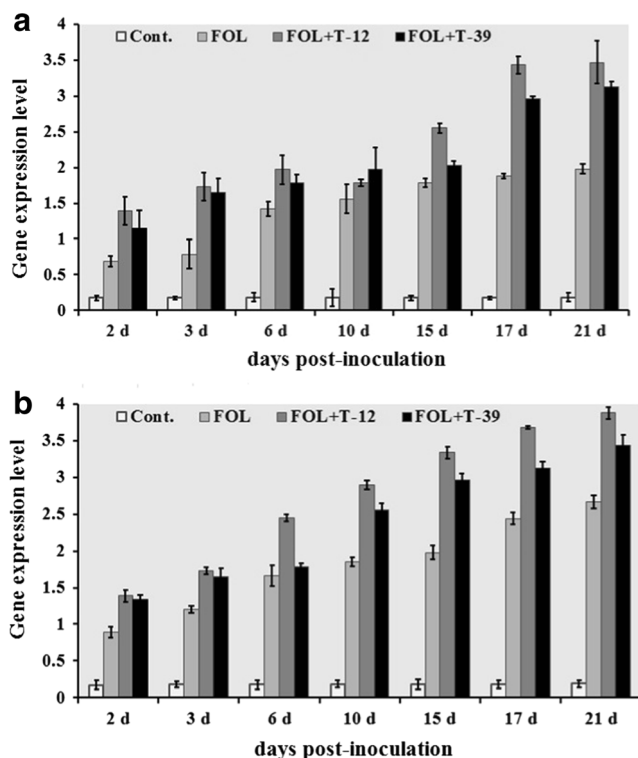 a
Cont. FOL FOL+T-12 FOL+T-39
Gene expression level
4
3.5
3
2.5
2
1.5
1
0.5
0
2 d 3 d 6 d 10 d 15 d 17 d 21 d
days post-inoculation
b
Cont. FOL FOL+T-12 FOL+T-39
Gene expression level
4
3.5
3
2.5
2
1.5
1
0.5
0
2 d 3 d 6 d 10 d 15 d 17 d 21 d
days post-inoculation